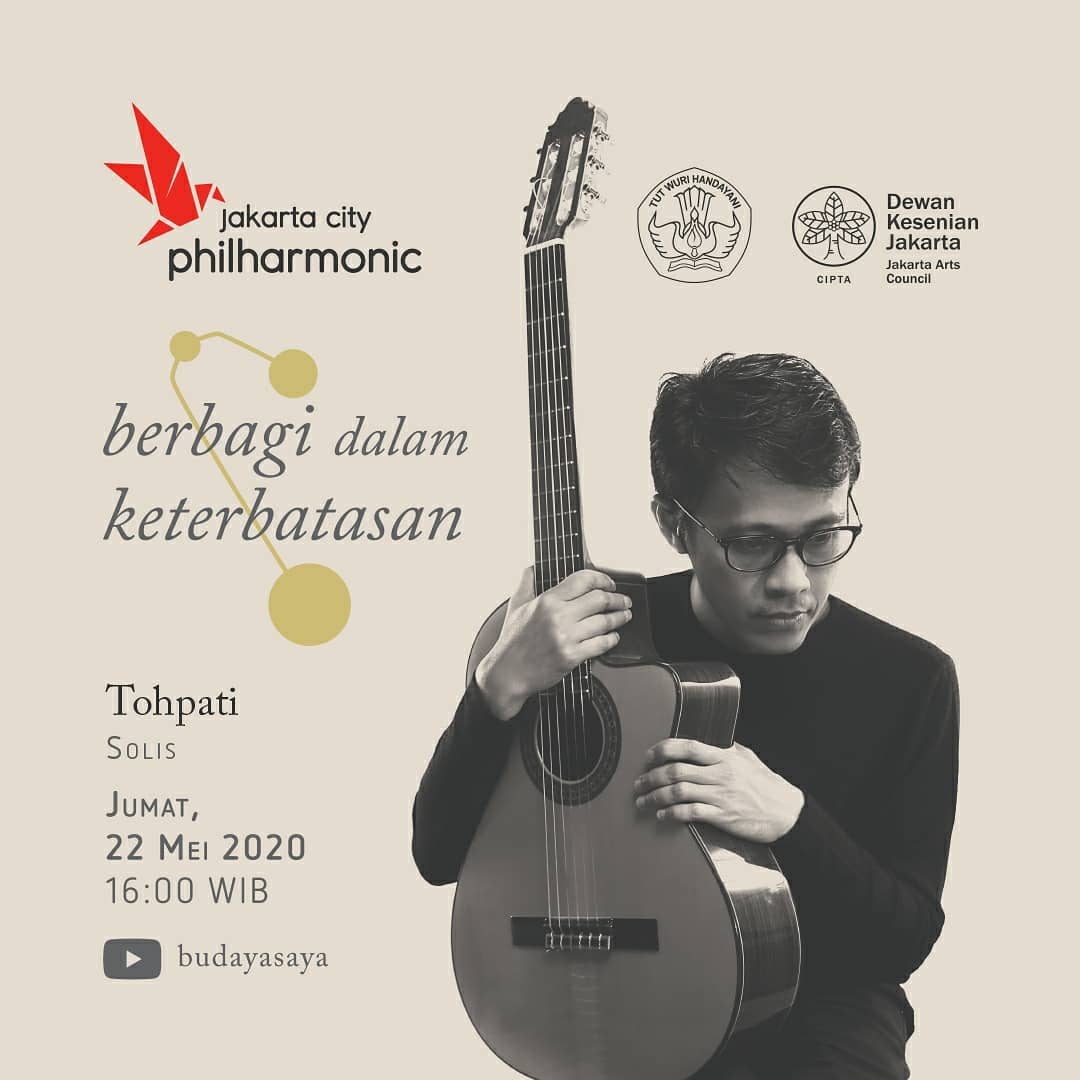 jakarta city
philharmonic
TUT WURI HANDAYANI
CIPTA
Dewan
Kesenian
Jakarta
Jakarta Arts
Council
berbagi dalam
keterbatasan
Tohpati
Solis
Jumat,
22 Mei 2020
16:00 WIB
budayasaya